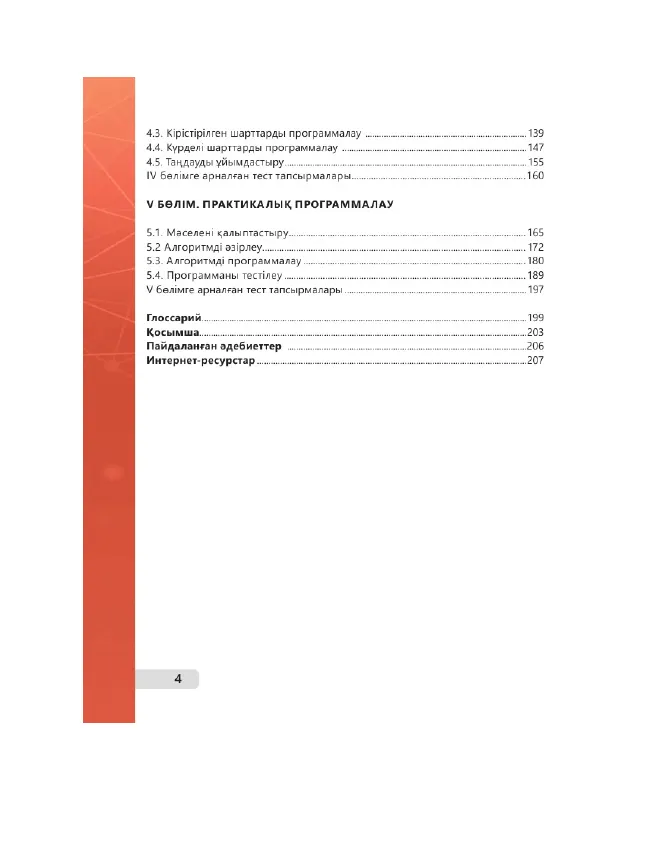 4.3. Кірістірілген шарттарды программалау ........ 139
4.4. Күрделі шарттарды программалау ........ 147
4.5. Таңдауды ұйымдастыру ........ 155
IV бөлімге арналған тест тапсырмалары ........ 160
V БӨЛІМ. ПРАКТИКАЛЫҚ ПРОГРАММАЛАУ
5.1. Мәселені қалыптастыру ........ 165
5.2 Алгоритмді әзірлеу ........ 172
5.3. Алгоритмді программалау ........ 180
5.4. Программаны тестілеу ........ 189
V бөлімге арналған тест тапсырмалары ........ 197
Глоссарий ........ 199
Қосымша ........ 203
Пайдаланған әдебиеттер ........ 206
Интернет-ресурстар ........ 207
4